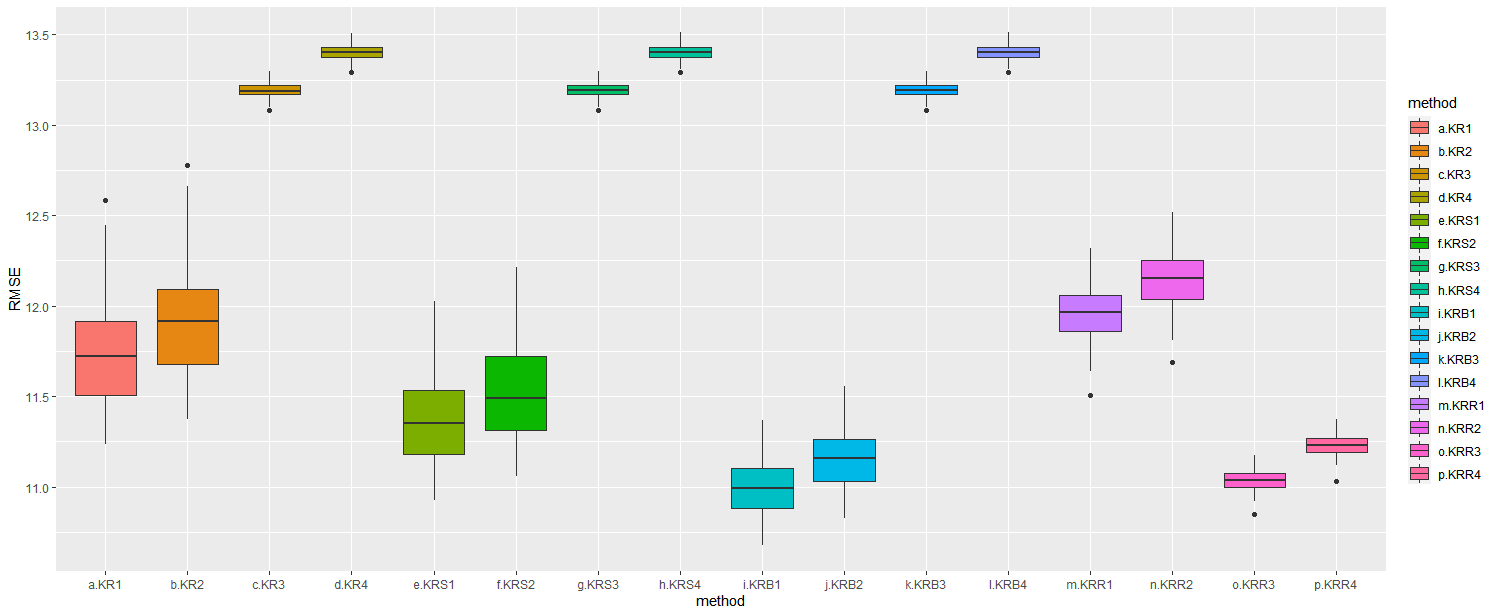 RMSE
13.5
13.0
12.5
12.0
11.5
11.0
a.KR1 b.KR2 c.KR3 d.KR4 e.KRS1 f.KRS2 g.KRS3 h.KRS4 i.KRB1 j.KRB2 k.KRB3 l.KRB4 m.KRR1 n.KRR2 o.KRR3 p.KRR4
method
method
a.KR1
b.KR2
c.KR3
d.KR4
e.KRS1
f.KRS2
g.KRS3
h.KRS4
i.KRB1
j.KRB2
k.KRB3
l.KRB4
m.KRR1
n.KRR2
o.KRR3
p.KRR4